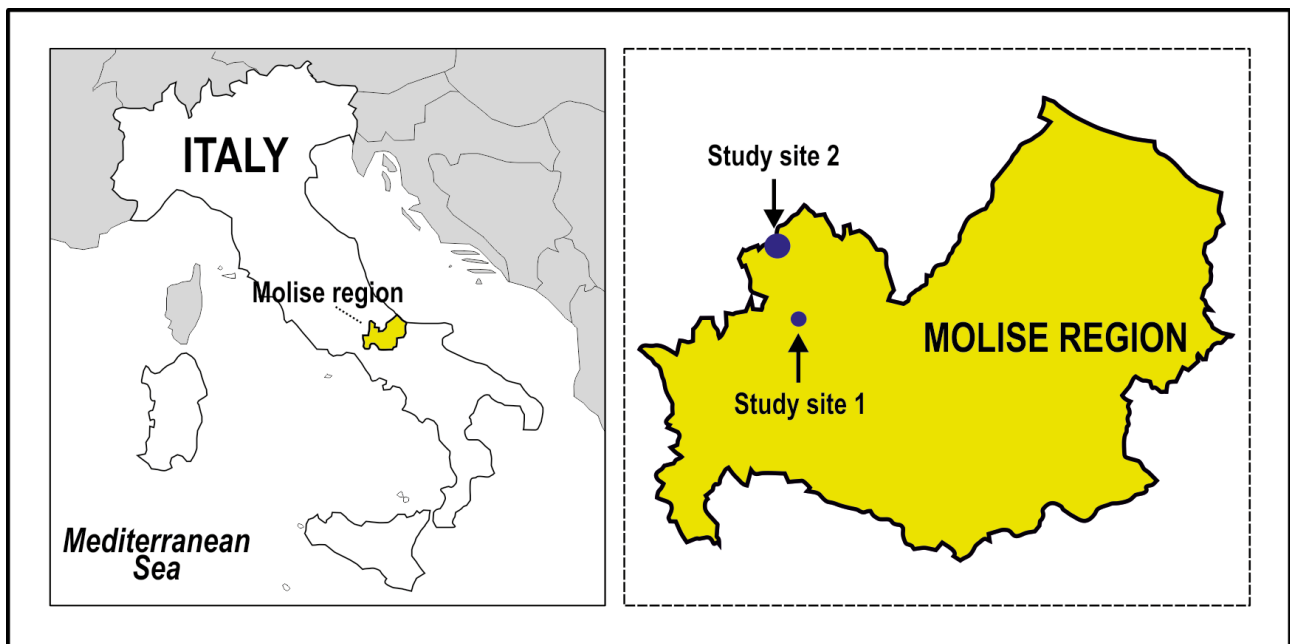 ITALY
Molise region
Mediterranean
Sea
Study site 2
MOLISE REGION
Study site 1